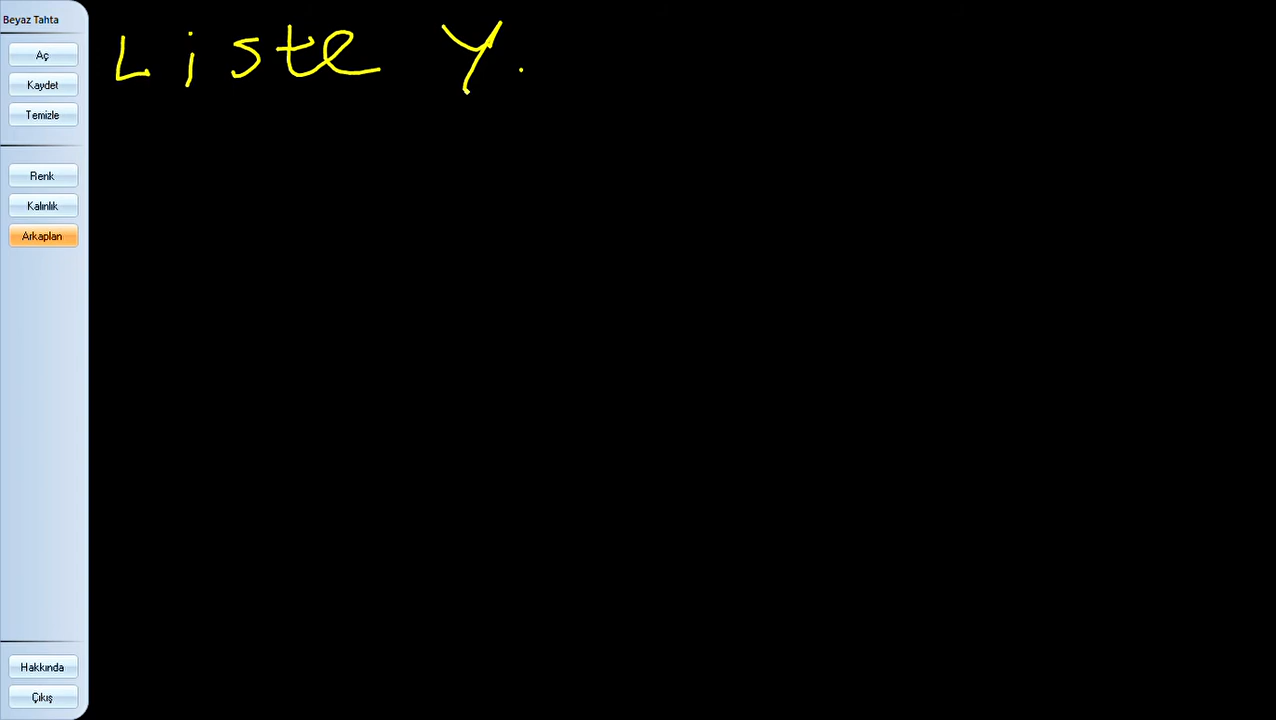 Beyaz Tahta
Liste Y.
Aç
Kaydet
Temizle
Renk
Kalınlık
Arkaplan
Hakkında
Çıkış